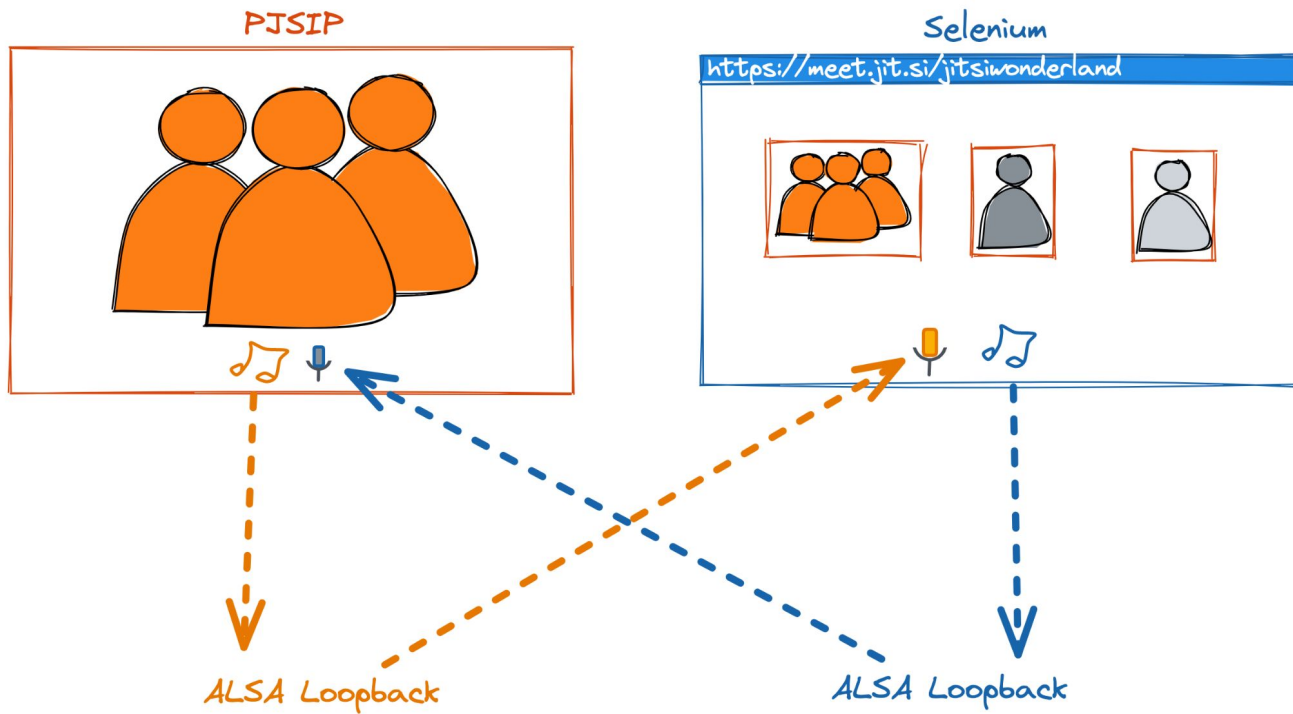 PJSIP
Selenium
https://meet.jit.si/jitsiwonderland
ALSA Loopback
ALSA Loopback